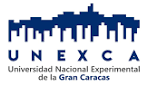 UNEXCA
Universidad Nacional Experimental
de la Gran Caracas